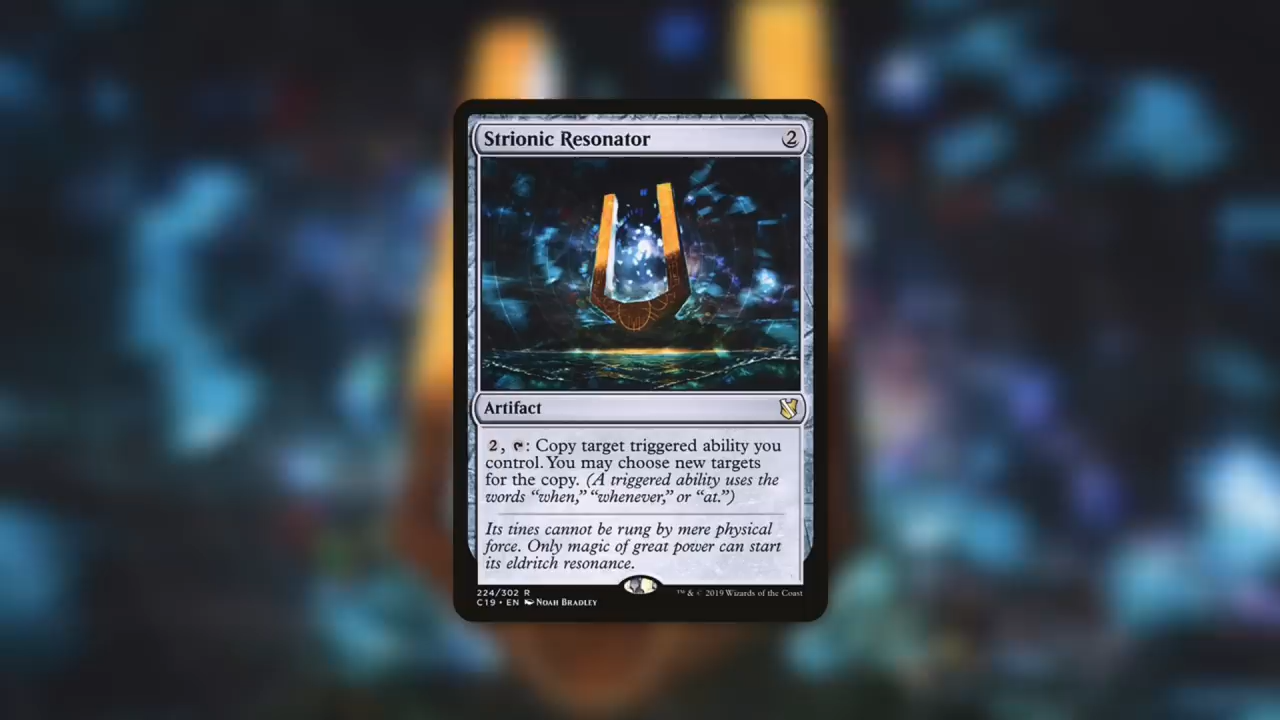 Strionic Resonator 2
Artifact
2, T: Copy target triggered ability you
control. You may choose new targets
for the copy. (A triggered ability uses the
words “when,” “whenever,” or “at.”)
Its tines cannot be rung by mere physical
force. Only magic of great power can start
its eldritch resonance.
224/302 R
C19 • EN Noah Bradley
™ & © 2019 Wizards of the Coast